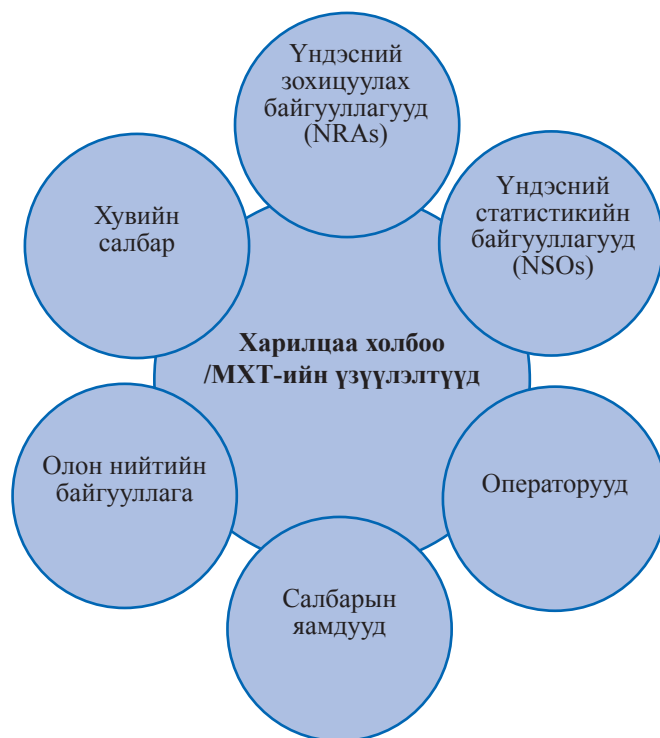 Үндэсний
зохицуулах
байгууллагууд
(NRAs)
Үндэсний
статистикийн
байгууллагууд
(NSOs)
Хувийн
салбар
Харилцаа холбоо
/МХТ-ийн үзүүлэлтүүд
Олон нийтийн
байгууллага
Операторууд
Салбарын
яамдууд